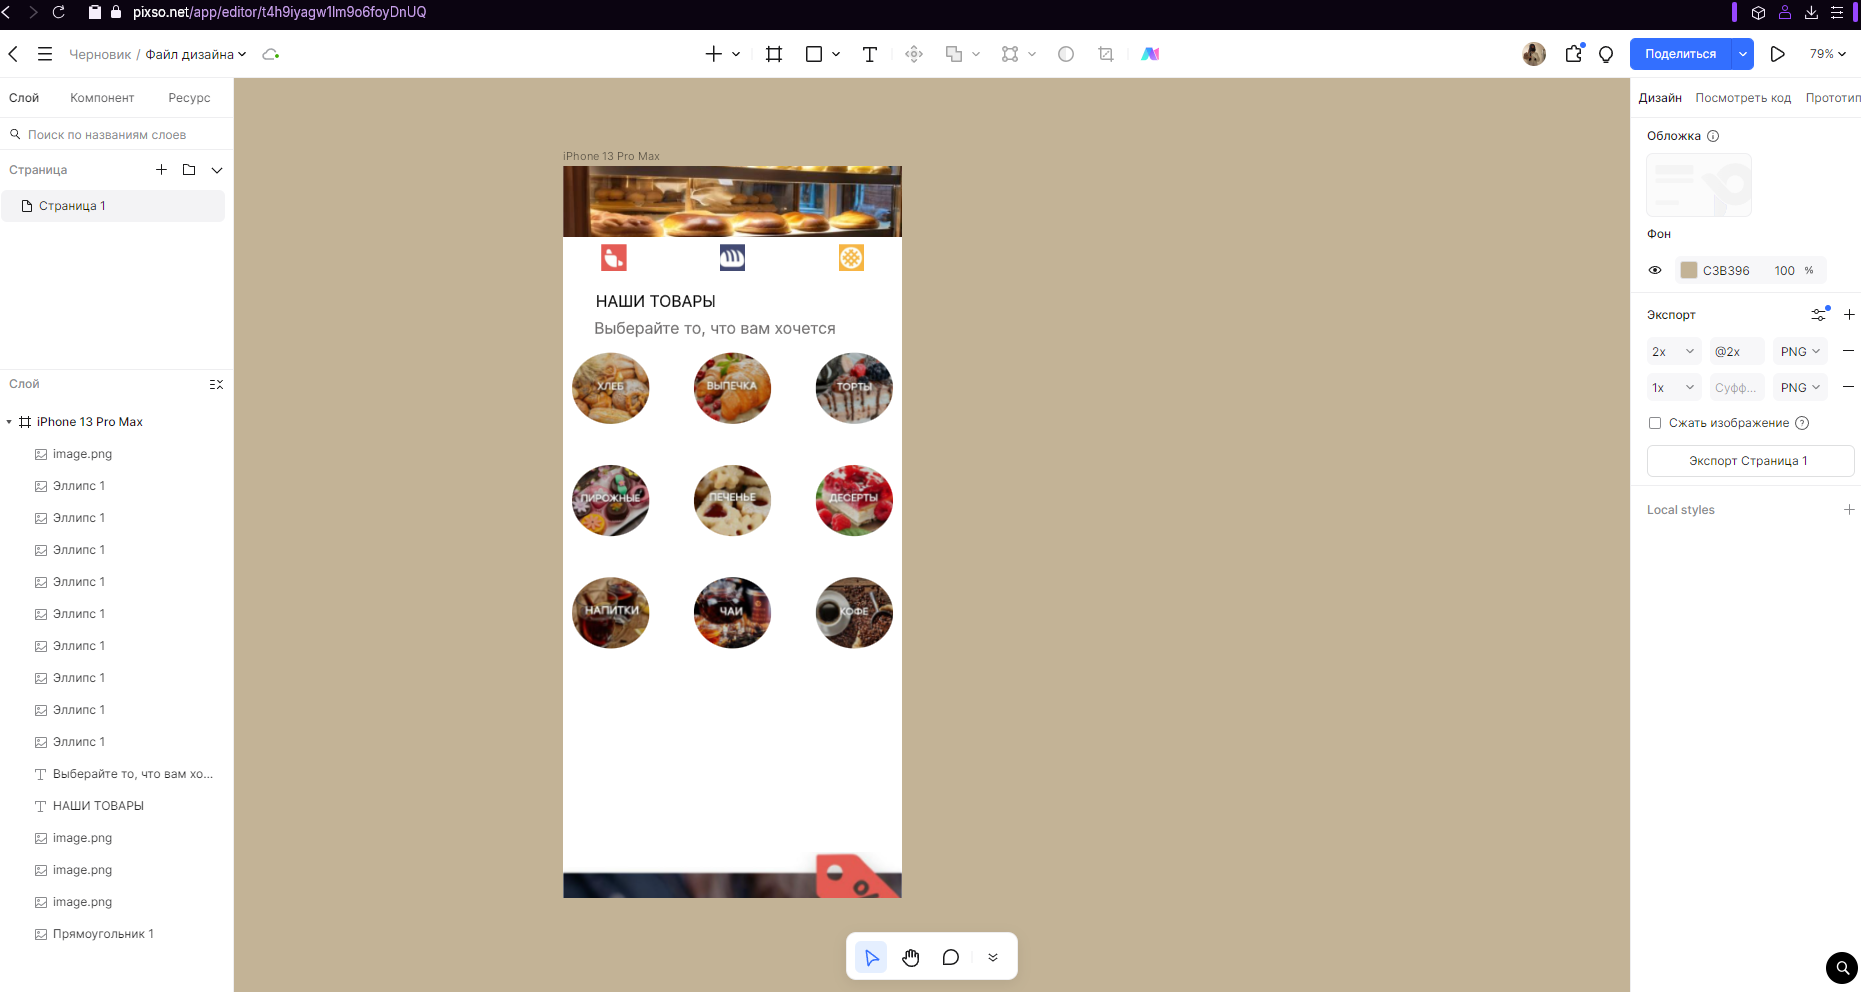 pixso.net/app/editor/t4h9iyagw1lm9o6foyDnUQ
Черновик / Файл дизайна
Поделиться
79%
Слой Компонент Ресурс
Поиск по названиям слоев
Страница
Страница 1
Слой
iPhone 13 Pro Max
image.png
Эллипс 1
Эллипс 1
Эллипс 1
Эллипс 1
Эллипс 1
Эллипс 1
Эллипс 1
Эллипс 1
Эллипс 1
Выберайте то, что вам хо...
НАШИ ТОВАРЫ
image.png
image.png
image.png
Прямоугольник 1
iPhone 13 Pro Max
НАШИ ТОВАРЫ
Выберайте то, что вам хочется
ХЛЕБ ВЫПЕЧКА ТОРТЫ
ПИРОЖНЫЕ ПЕЧЕНЬЕ ДЕСЕРТЫ
НАПИТКИ ЧАИ КОФЕ
Дизайн Посмотреть код Прототип
Обложка
Фон
C3B396 100 %
Экспорт
2x @2x PNG
1x Суфф... PNG
Сжать изображение
Экспорт Страница 1
Local styles